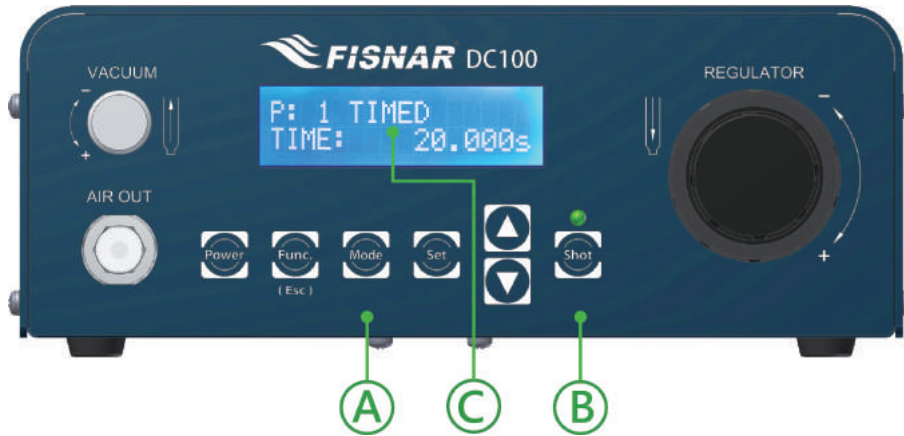 FISNAR DC100
VACUUM
REGULATOR
-
+
P: 1 TIMED
TIME: 20.000s
-
+
AIR OUT
Power
Func.
(Esc)
Mode
Set
Shot
A
C
B